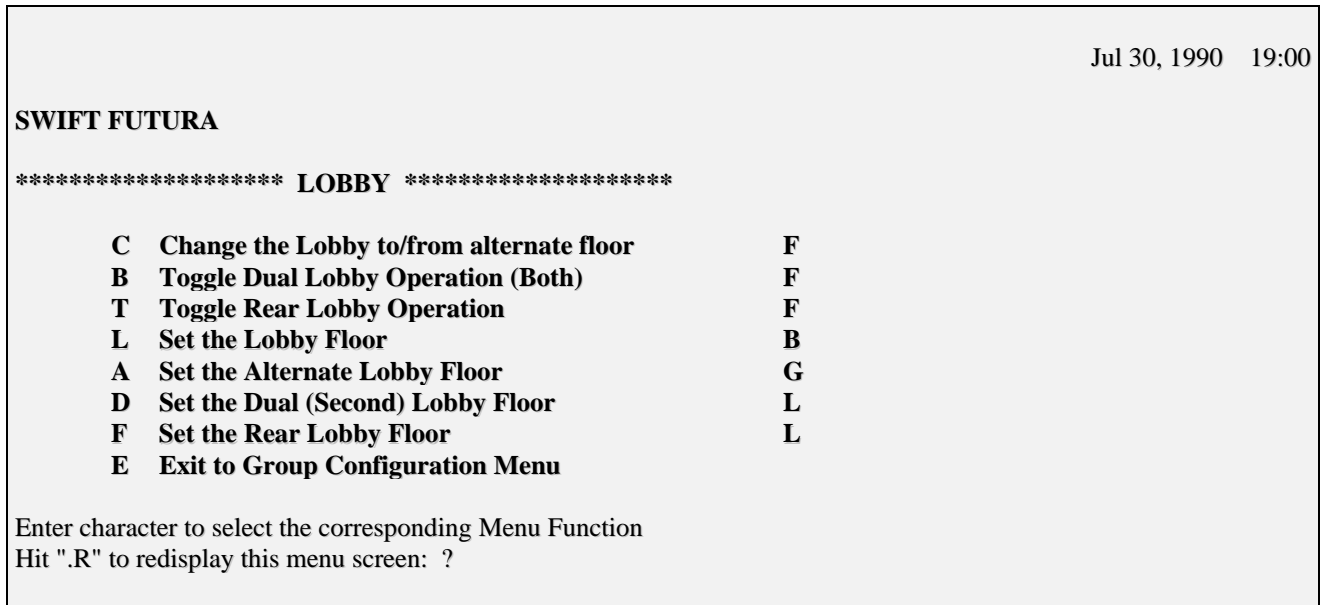 Jul 30, 1990 19:00
SWIFT FUTURA
******************** LOBBY ********************
C Change the Lobby to/from alternate floor F
B Toggle Dual Lobby Operation (Both) F
T Toggle Rear Lobby Operation F
L Set the Lobby Floor B
A Set the Alternate Lobby Floor G
D Set the Dual (Second) Lobby Floor L
F Set the Rear Lobby Floor L
E Exit to Group Configuration Menu
Enter character to select the corresponding Menu Function
Hit ".R" to redisplay this menu screen: ?